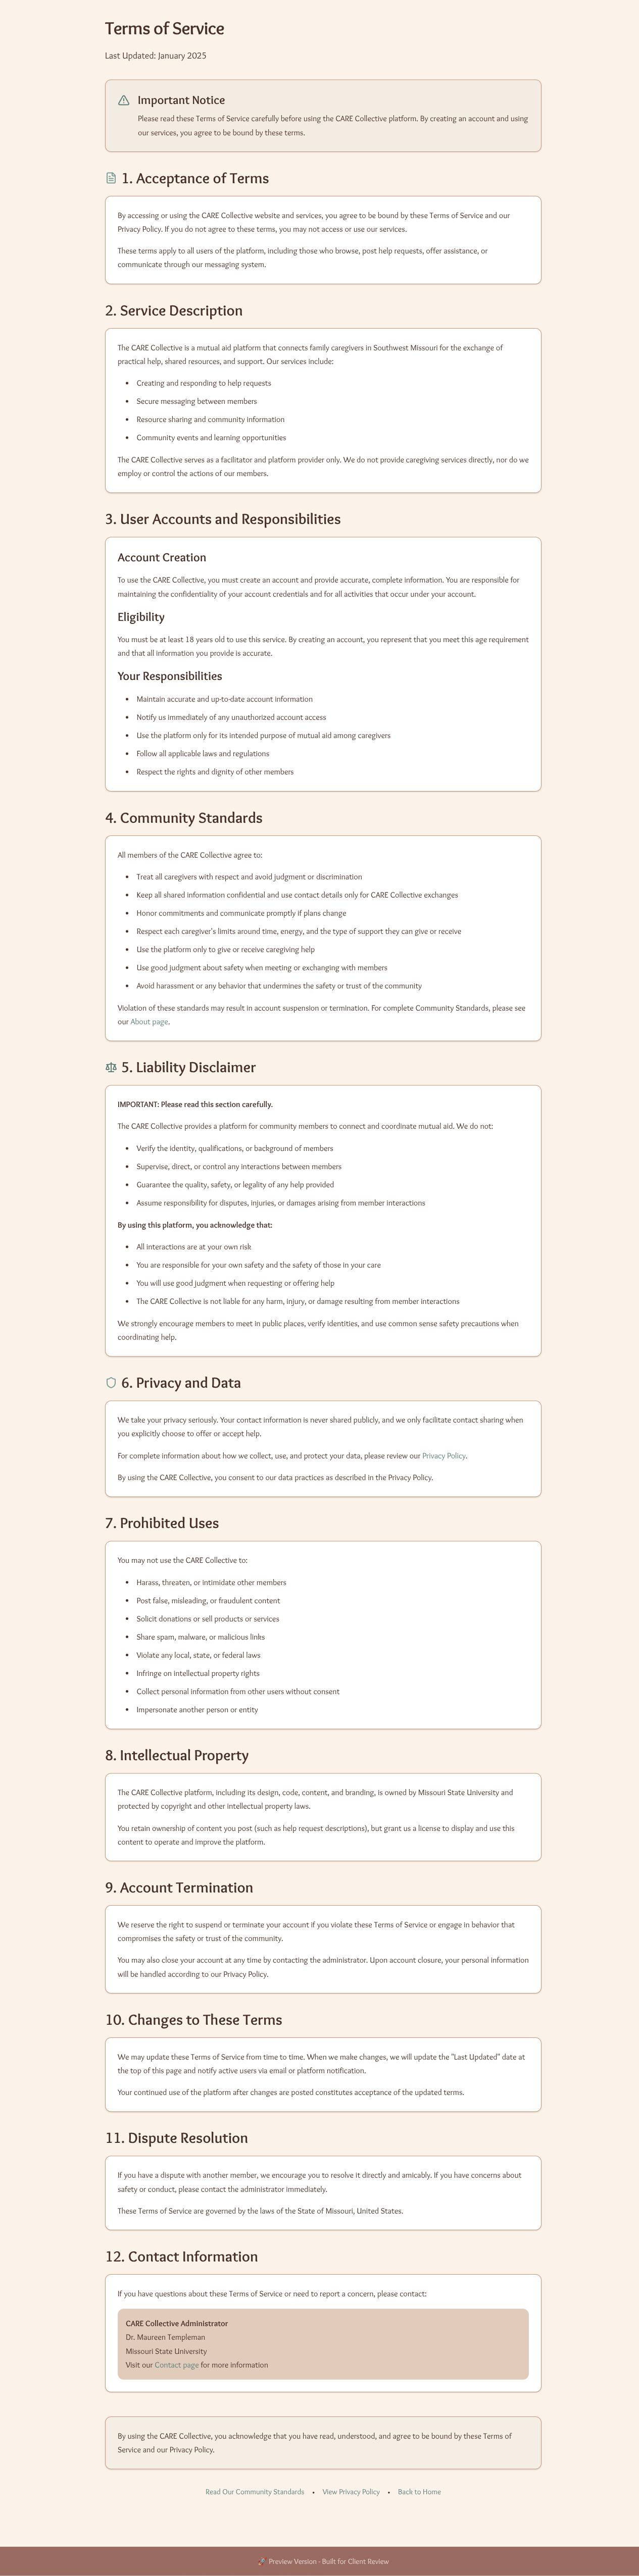 Terms of Service
Last Updated: January 2025
Important Notice
Please read these Terms of Service carefully before using the CARE Collective platform. By creating an account and using
our services, you agree to be bound by these terms.
1. Acceptance of Terms
By accessing or using the CARE Collective website and services, you agree to be bound by these Terms of Service and our
Privacy Policy. If you do not agree to these terms, you may not access or use our services.
These terms apply to all users of the platform, including those who browse, post help requests, offer assistance, or
communicate through our messaging system.
2. Service Description
The CARE Collective is a mutual aid platform that connects family caregivers in Southwest Missouri for the exchange of
practical help, shared resources, and support. Our services include:
• Creating and responding to help requests
• Secure messaging between members
• Resource sharing and community information
• Community events and learning opportunities
The CARE Collective serves as a facilitator and platform provider only. We do not provide caregiving services directly, nor do we
employ or control the actions of our members.
3. User Accounts and Responsibilities
Account Creation
To use the CARE Collective, you must create an account and provide accurate, complete information. You are responsible for
maintaining the confidentiality of your account credentials and for all activities that occur under your account.
Eligibility
You must be at least 18 years old to use this service. By creating an account, you represent that you meet this age requirement
and that all information you provide is accurate.
Your Responsibilities
• Maintain accurate and up-to-date account information
• Notify us immediately of any unauthorized account access
• Use the platform only for its intended purpose of mutual aid among caregivers
• Follow all applicable laws and regulations
• Respect the rights and dignity of other members
4. Community Standards
All members of the CARE Collective agree to:
• Treat all caregivers with respect and avoid judgment or discrimination
• Keep all shared information confidential and use contact details only for CARE Collective exchanges
• Honor commitments and communicate promptly if plans change
• Respect each caregiver's limits around time, energy, and the type of support they can give or receive
• Use the platform only to give or receive caregiving help
• Use good judgment about safety when meeting or exchanging with members
• Avoid harassment or any behavior that undermines the safety or trust of the community
Violation of these standards may result in account suspension or termination. For complete Community Standards, please see
our About page.
5. Liability Disclaimer
IMPORTANT: Please read this section carefully.
The CARE Collective provides a platform for community members to connect and coordinate mutual aid. We do not:
• Verify the identity, qualifications, or background of members
• Supervise, direct, or control any interactions between members
• Guarantee the quality, safety, or legality of any help provided
• Assume responsibility for disputes, injuries, or damages arising from member interactions
By using this platform, you acknowledge that:
• All interactions are at your own risk
• You are responsible for your own safety and the safety of those in your care
• You will use good judgment when requesting or offering help
• The CARE Collective is not liable for any harm, injury, or damage resulting from member interactions
We strongly encourage members to meet in public places, verify identities, and use common sense safety precautions when
coordinating help.
6. Privacy and Data
We take your privacy seriously. Your contact information is never shared publicly, and we only facilitate contact sharing when
you explicitly choose to offer or accept help.
For complete information about how we collect, use, and protect your data, please review our Privacy Policy.
By using the CARE Collective, you consent to our data practices as described in the Privacy Policy.
7. Prohibited Uses
You may not use the CARE Collective to:
• Harass, threaten, or intimidate other members
• Post false, misleading, or fraudulent content
• Solicit donations or sell products or services
• Share spam, malware, or malicious links
• Violate any local, state, or federal laws
• Infringe on intellectual property rights
• Collect personal information from other users without consent
• Impersonate another person or entity
8. Intellectual Property
The CARE Collective platform, including its design, code, content, and branding, is owned by Missouri State University and
protected by copyright and other intellectual property laws.
You retain ownership of content you post (such as help request descriptions), but grant us a license to display and use this
content to operate and improve the platform.
9. Account Termination
We reserve the right to suspend or terminate your account if you violate these Terms of Service or engage in behavior that
compromises the safety or trust of the community.
You may also close your account at any time by contacting the administrator. Upon account closure, your personal information
will be handled according to our Privacy Policy.
10. Changes to These Terms
We may update these Terms of Service from time to time. When we make changes, we will update the "Last Updated" date at
the top of this page and notify active users via email or platform notification.
Your continued use of the platform after changes are posted constitutes acceptance of the updated terms.
11. Dispute Resolution
If you have a dispute with another member, we encourage you to resolve it directly and amicably. If you have concerns about
safety or conduct, please contact the administrator immediately.
These Terms of Service are governed by the laws of the State of Missouri, United States.
12. Contact Information
If you have questions about these Terms of Service or need to report a concern, please contact:
CARE Collective Administrator
Dr. Maureen Templeman
Missouri State University
Visit our Contact page for more information
By using the CARE Collective, you acknowledge that you have read, understood, and agree to be bound by these Terms of
Service and our Privacy Policy.
Read Our Community Standards • View Privacy Policy • Back to Home
🚀 Preview Version - Built for Client Review